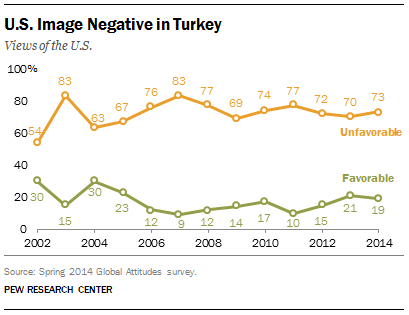 U.S. Image Negative in Turkey
Views of the U.S.
100%
80
60
40
20
0
54 83 63 67 76 83 77 69 74 77 72 70 73
Unfavorable
Favorable
30 15 30 23 12 9 12 14 17 10 15 21 19
2002 2004 2006 2008 2010 2012 2014
Source: Spring 2014 Global Attitudes survey.
PEW RESEARCH CENTER